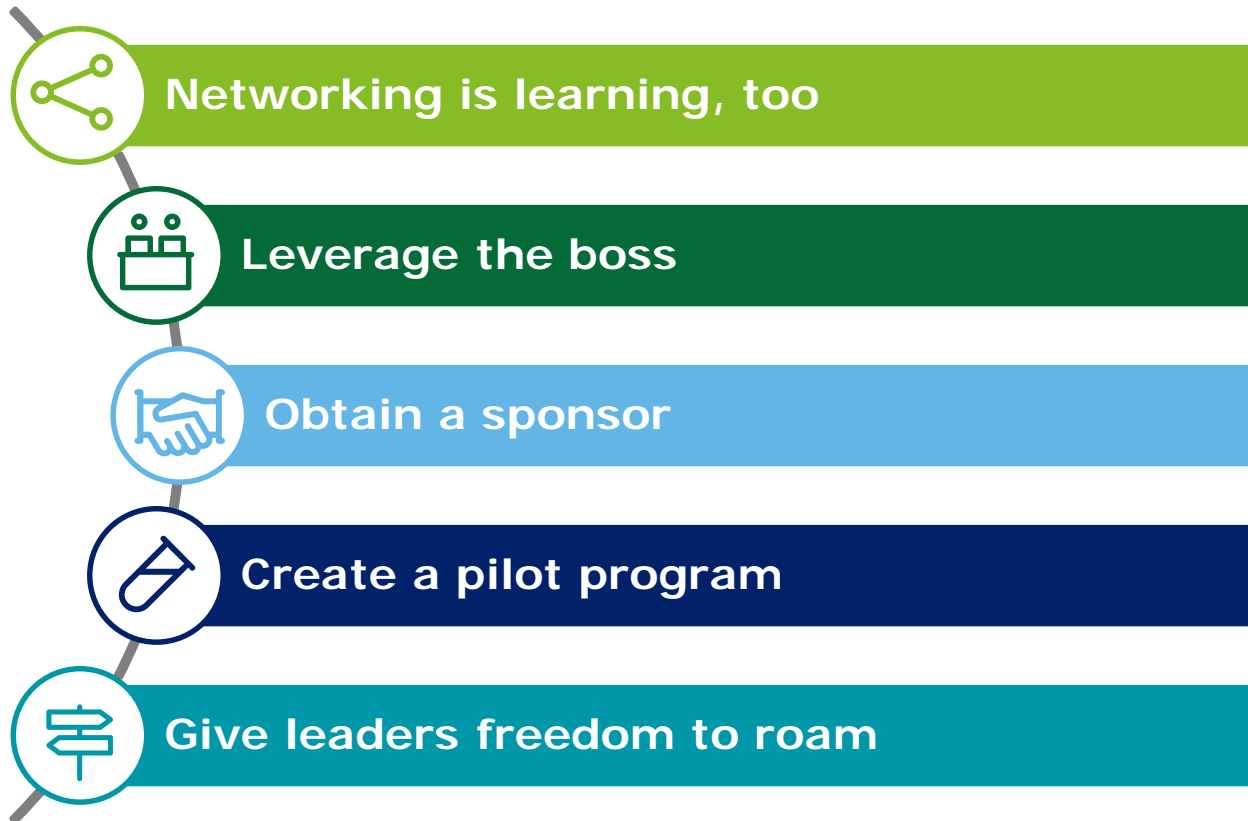 Networking is learning, too
Leverage the boss
Obtain a sponsor
Create a pilot program
Give leaders freedom to roam